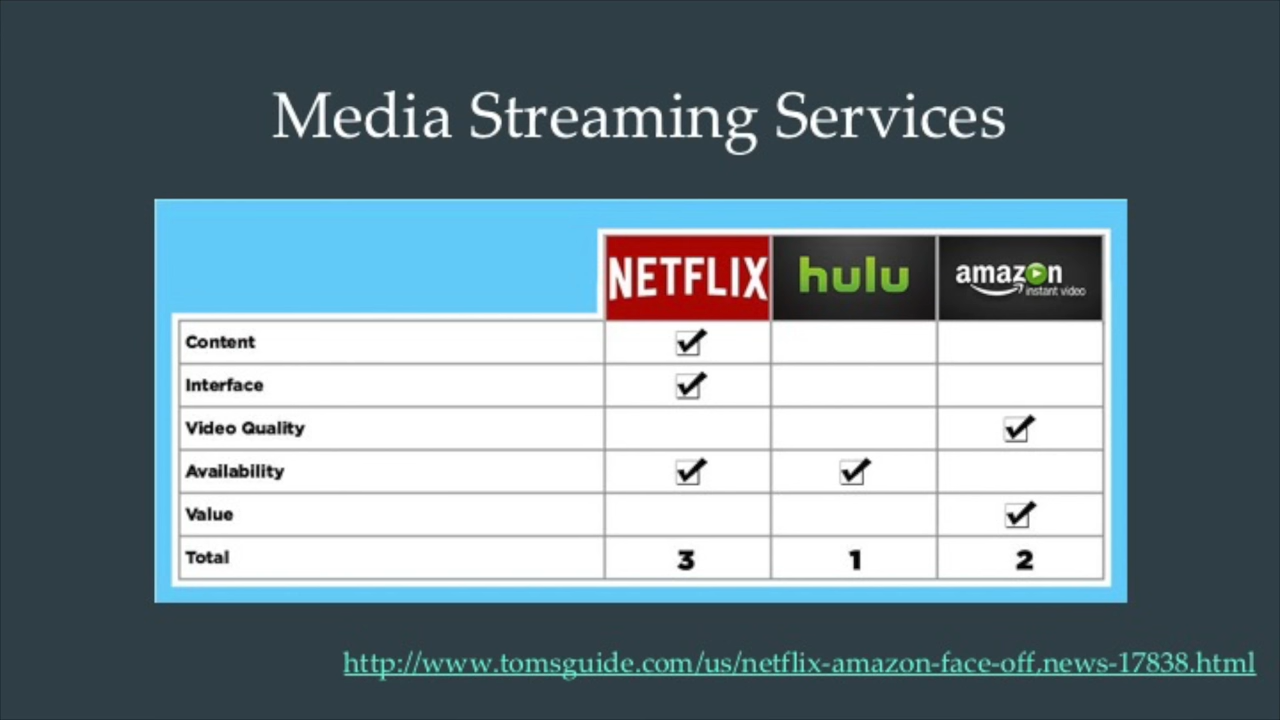 Media Streaming Services
NETFLIX hulu amazon instant video
Content
Interface
Video Quality
Availability
Value
Total 3 1 2
http://www.tomsguide.com/us/netflix-amazon-face-off,news-17838.html